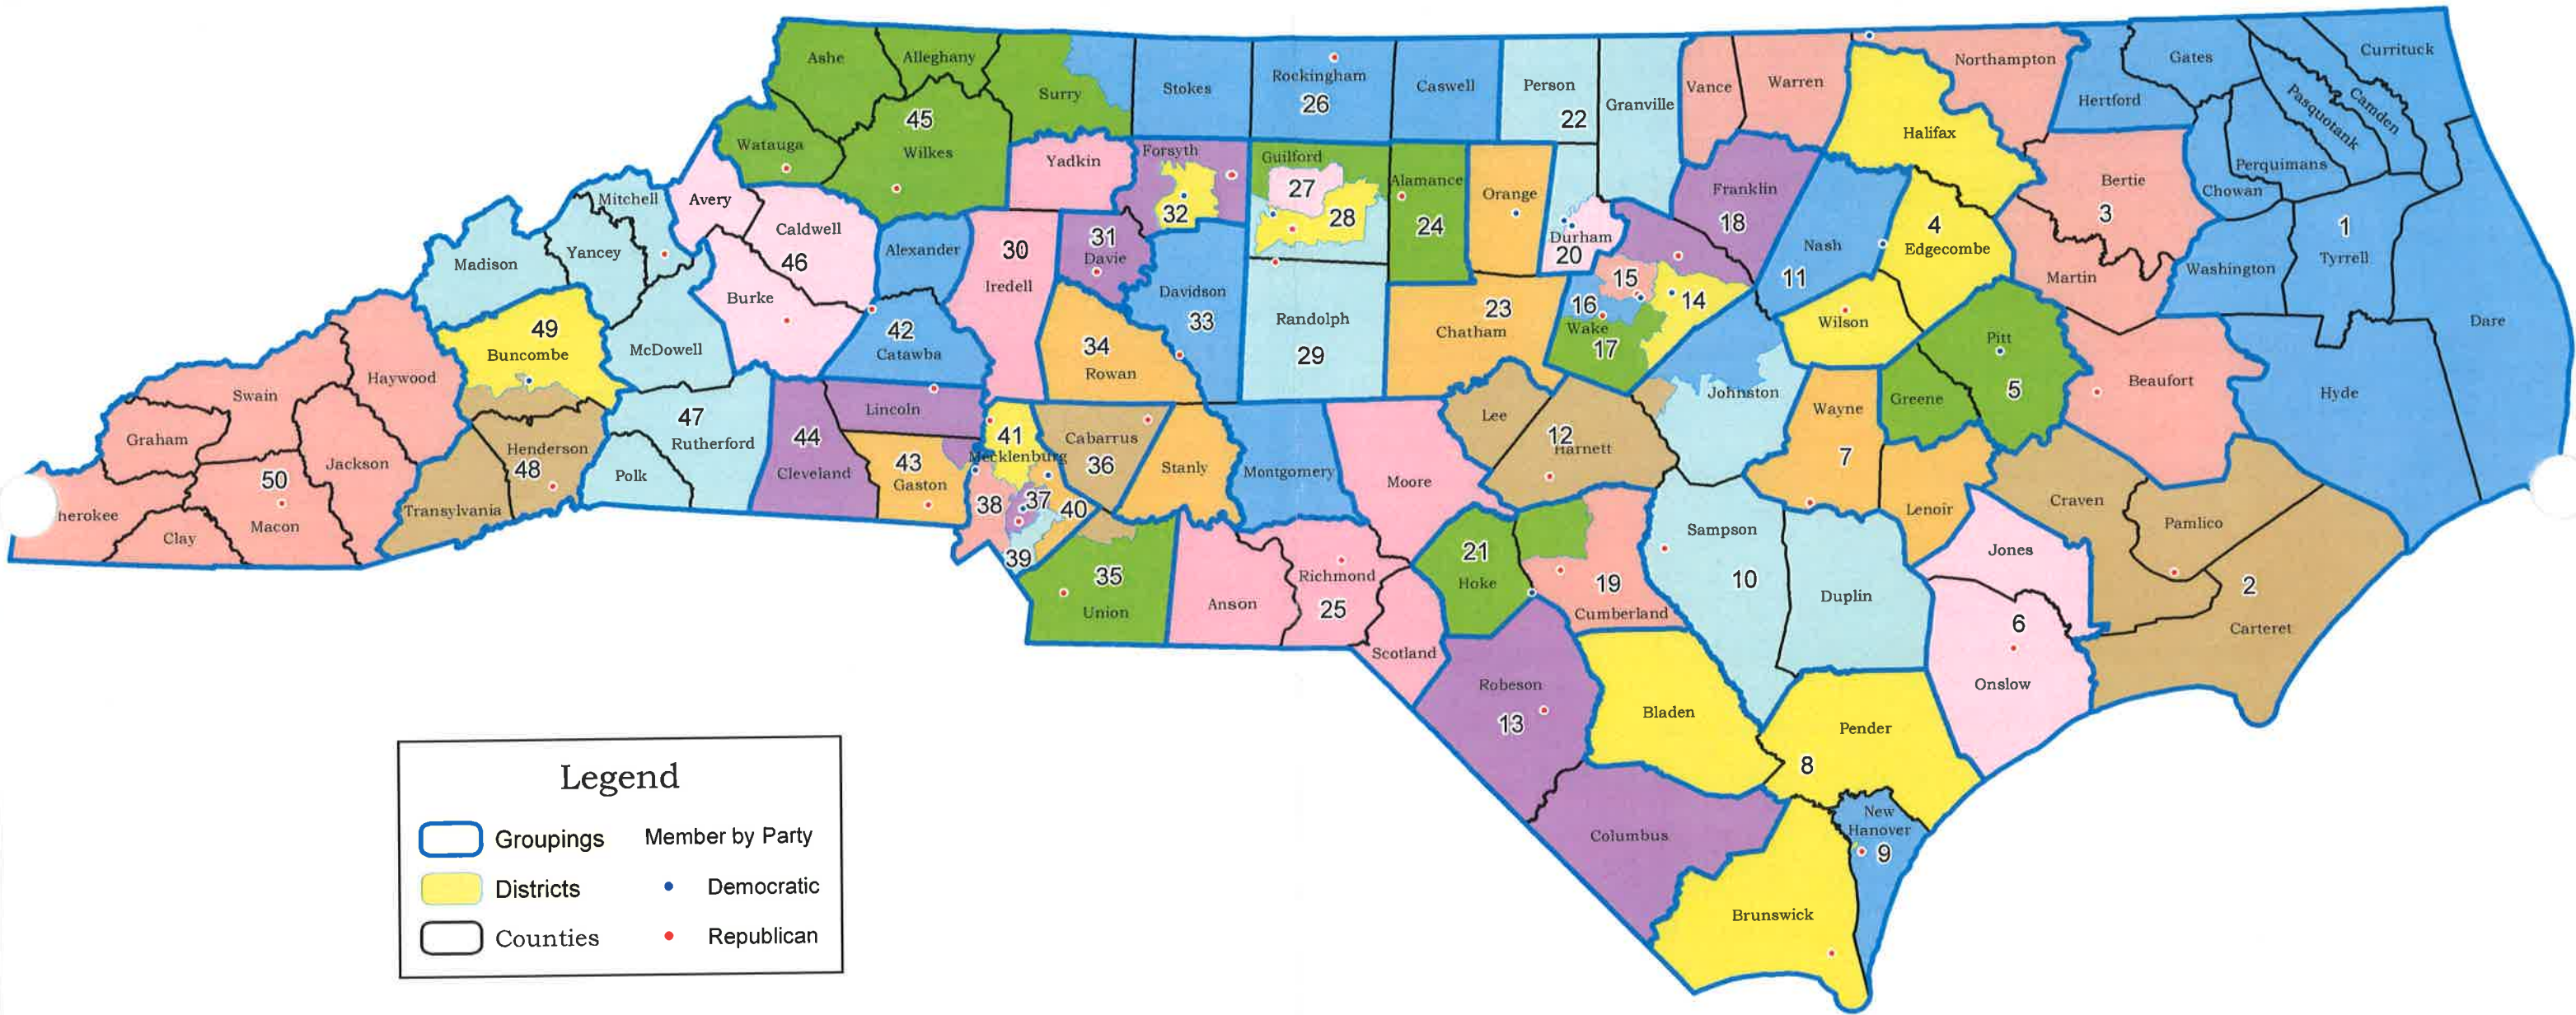 Ashe
Alleghany
Surry
Stokes
Rockingham
26
Caswell
Person
22
Granville
Vance
Warren
Northampton
Gates
Currituck
Hertford
Pasquotank
Camden
Perquimans
Chowan
Halifax
45
Watauga
Wilkes
Yadkin
Forsyth
32
Guilford
27
28
Alamance
24
Orange
Durham
20
Franklin
18
Nash
11
4
Edgecombe
Bertie
3
Martin
Washington
1
Tyrrell
Dare
Mitchell
Avery
Caldwell
46
Yancey
Madison
Burke
Alexander
30
Iredell
31
Davie
Davidson
33
Randolph
29
23
Chatham
15
16
14
Wake
17
Wilson
Pitt
5
Greene
Beaufort
Hyde
49
Buncombe
McDowell
42
Catawba
34
Rowan
Johnston
Wayne
7
Haywood
Swain
Graham
Jackson
50
Macon
herokee
Clay
Transylvania
Henderson
48
47
Rutherford
Polk
44
Cleveland
Lincoln
43
Gaston
41
Mecklenburg
38
37
40
39
Cabarrus
36
Stanly
Montgomery
Moore
Lee
12
Harnett
Lenoir
Craven
Pamlico
2
Carteret
Jones
6
Onslow
Sampson
10
Duplin
35
Union
Anson
Richmond
25
Scotland
21
Hoke
19
Cumberland
Robeson
13
Bladen
Pender
8
Columbus
New
Hanover
9
Brunswick
Legend
Groupings
Member by Party
Districts
Democratic
Counties
Republican